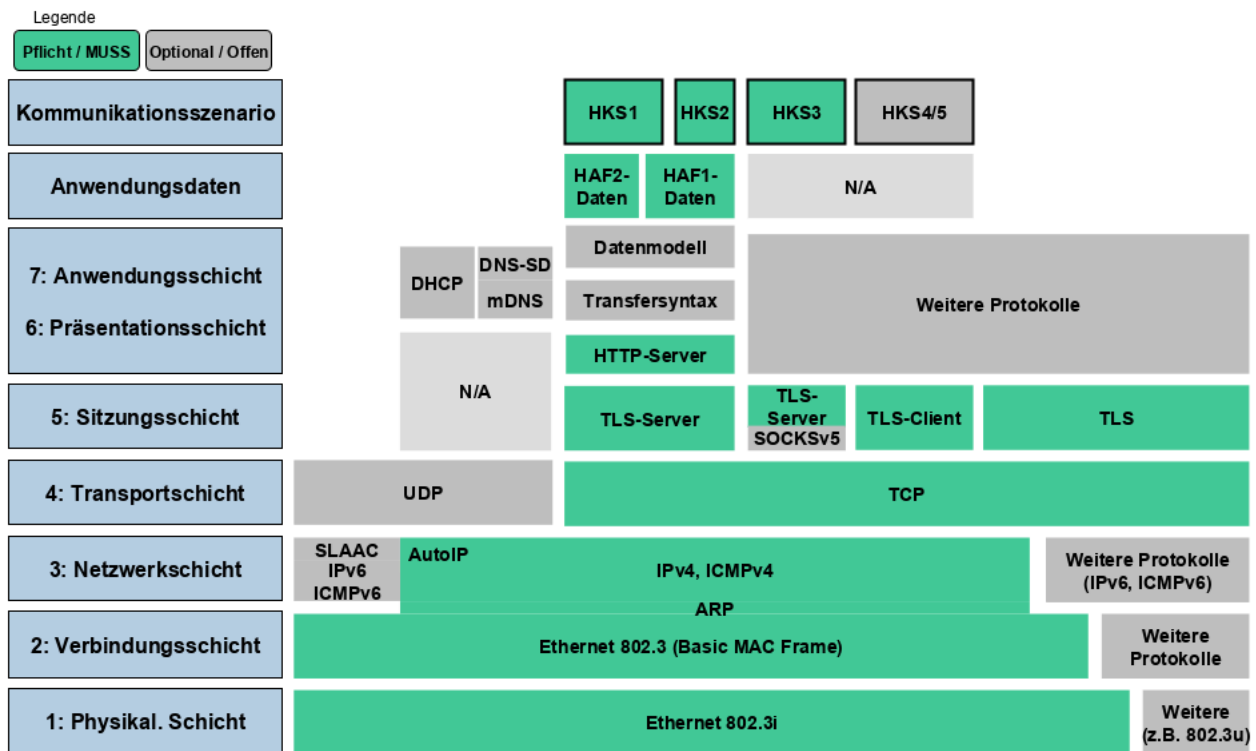 Legende
Pflicht / MUSS
Optional / Offen
Kommunikationsszenario
HKS1
HKS2
HKS3
HKS4/5
Anwendungsdaten
HAF2-
Daten
HAF1-
Daten
N/A
7: Anwendungsschicht
6: Präsentationsschicht
DHCP
DNS-SD
mDNS
Datenmodell
Transfersyntax
HTTP-Server
Weitere Protokolle
5: Sitzungsschicht
N/A
TLS-Server
TLS-
Server
SOCKSv5
TLS-Client
TLS
4: Transportschicht
UDP
TCP
3: Netzwerkschicht
SLAAC
IPv6
ICMPv6
AutoIP
IPv4, ICMPv4
ARP
Weitere Protokolle
(IPv6, ICMPv6)
2: Verbindungsschicht
Ethernet 802.3 (Basic MAC Frame)
Weitere
Protokolle
1: Physikal. Schicht
Ethernet 802.3i
Weitere
(z.B. 802.3u)